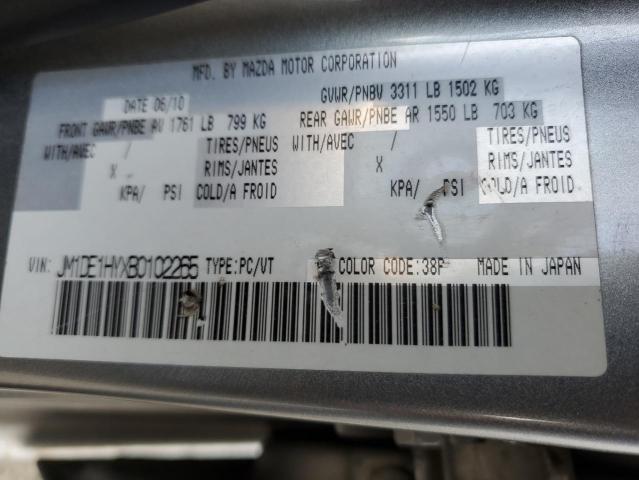 MFD. BY MAZDA MOTOR CORPORATION
DATE 06/10 GVWR/PNBV 3311 LB 1502 KG
FRONT GAWR/PNBE AV 1761 LB 799 KG REAR GAWR/PNBE AR 1550 LB 703 KG
WITH/AVEC / TIRES/PNEUS WITH/AVEC / TIRES/PNEUS
X RIMS/JANTES X RIMS/JANTES
KPA/ PSI COLD/A FROID KPA/ PSI COLD/A FROID
VIN: JM1DE1HYXB0102265 TYPE:PC/VT COLOR CODE:38P MADE IN JAPAN